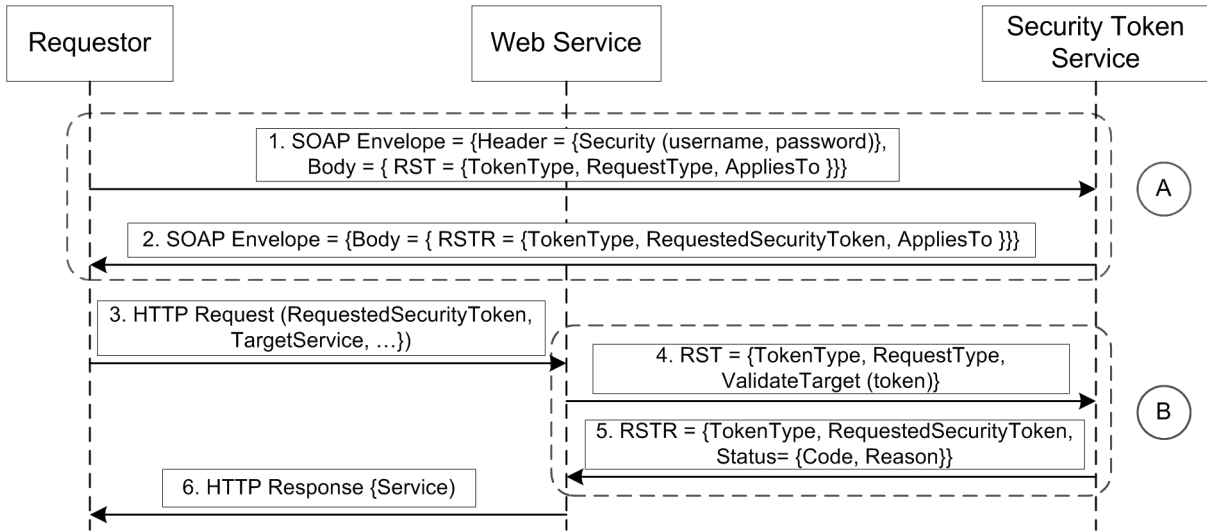 Requestor
Web Service
Security Token
Service
1. SOAP Envelope = {Header = {Security (username, password)},
Body = { RST = {TokenType, RequestType, AppliesTo }}}
A
2. SOAP Envelope = {Body = { RSTR = {TokenType, RequestedSecurityToken, AppliesTo }}}
3. HTTP Request (RequestedSecurityToken,
TargetService, …})
4. RST = {TokenType, RequestType,
ValidateTarget (token)}
B
5. RSTR = {TokenType, RequestedSecurityToken,
Status= {Code, Reason}}
6. HTTP Response {Service)